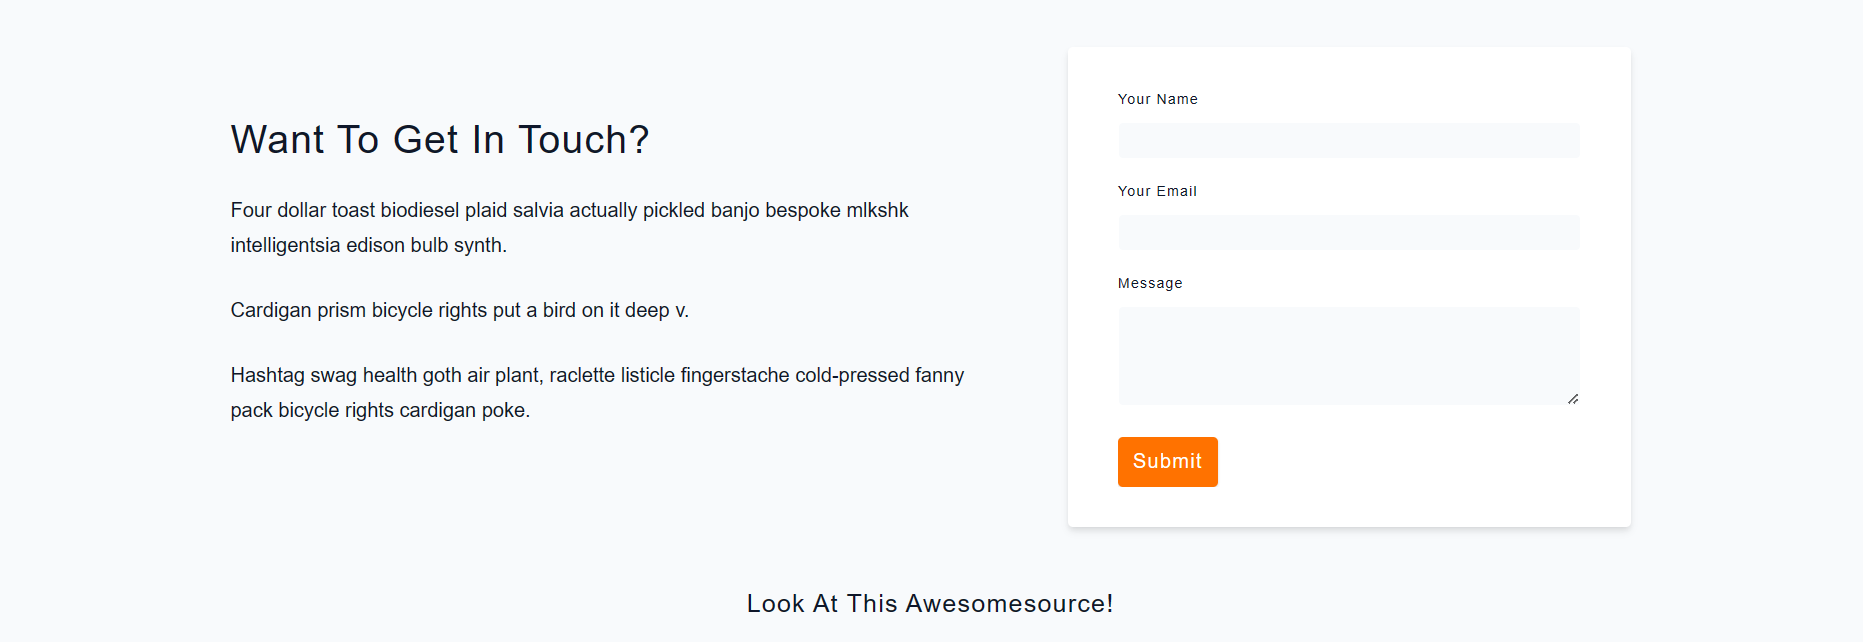 Want To Get In Touch?
Four dollar toast biodiesel plaid salvia actually pickled banjo bespoke mlkshk
intelligentsia edison bulb synth.
Cardigan prism bicycle rights put a bird on it deep v.
Hashtag swag health goth air plant, raclette listicle fingerstache cold-pressed fanny
pack bicycle rights cardigan poke.
Your Name
Your Email
Message
Submit
Look At This Awesomesource!